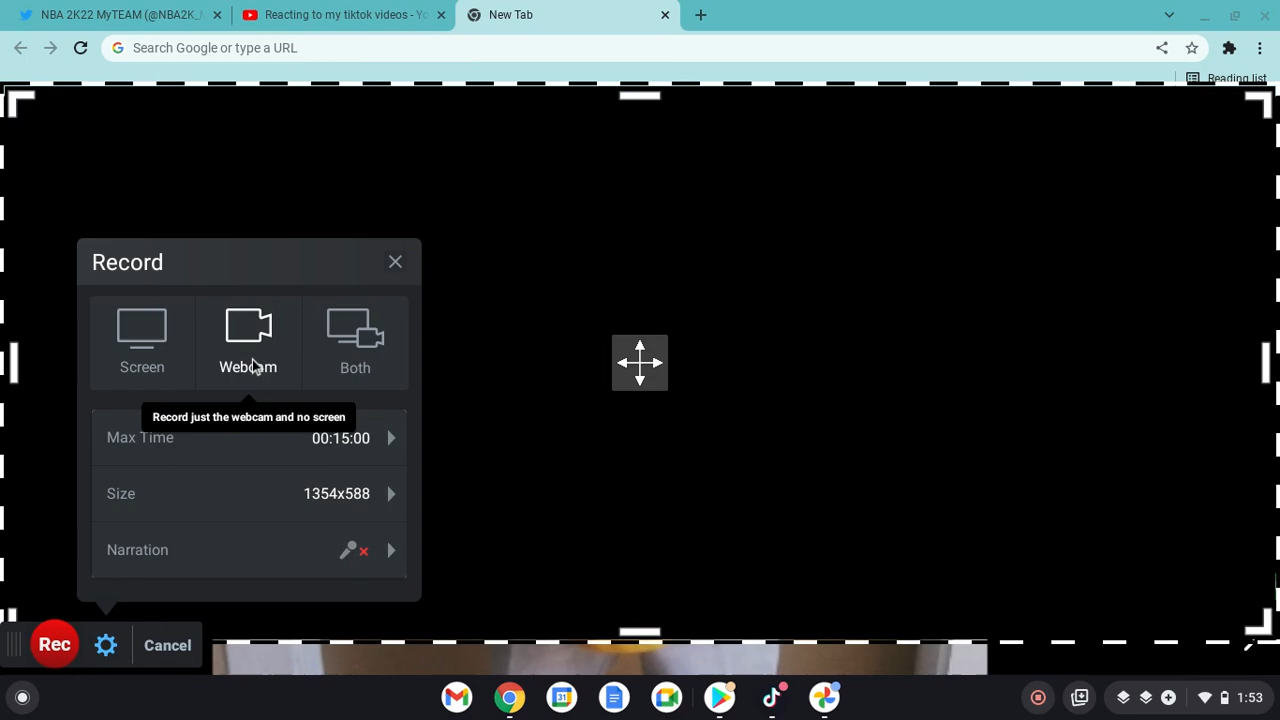 NBA 2K22 MyTEAM (@NBA2K_
Reacting to my tiktok videos - Yo
New Tab
Search Google or type a URL
Reading list
Record
Screen
Webcam
Both
Record just the webcam and no screen
Max Time 00:15:00
Size 1354x588
Narration
Rec
Cancel
31
1:53